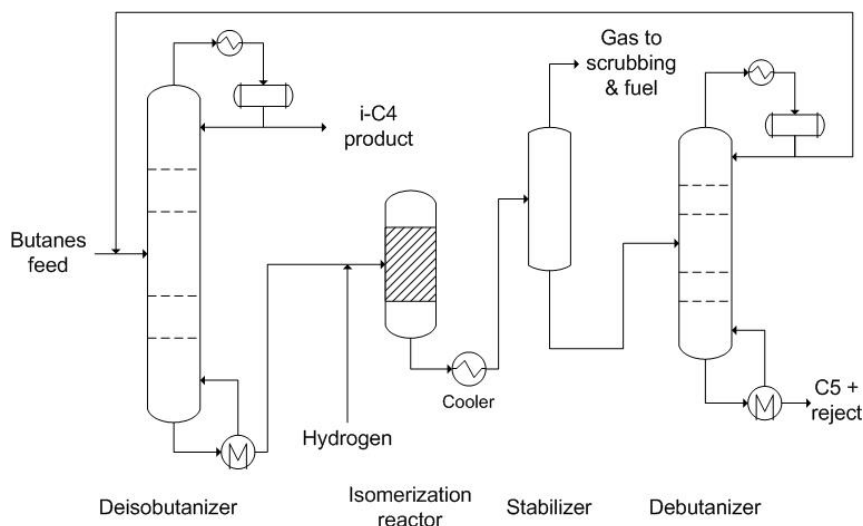 Gas to
scrubbing
& fuel
i-C4
product
Butanes
feed
Cooler
C5 +
reject
Hydrogen
Deisobutanizer
Isomerization
reactor
Stabilizer
Debutanizer